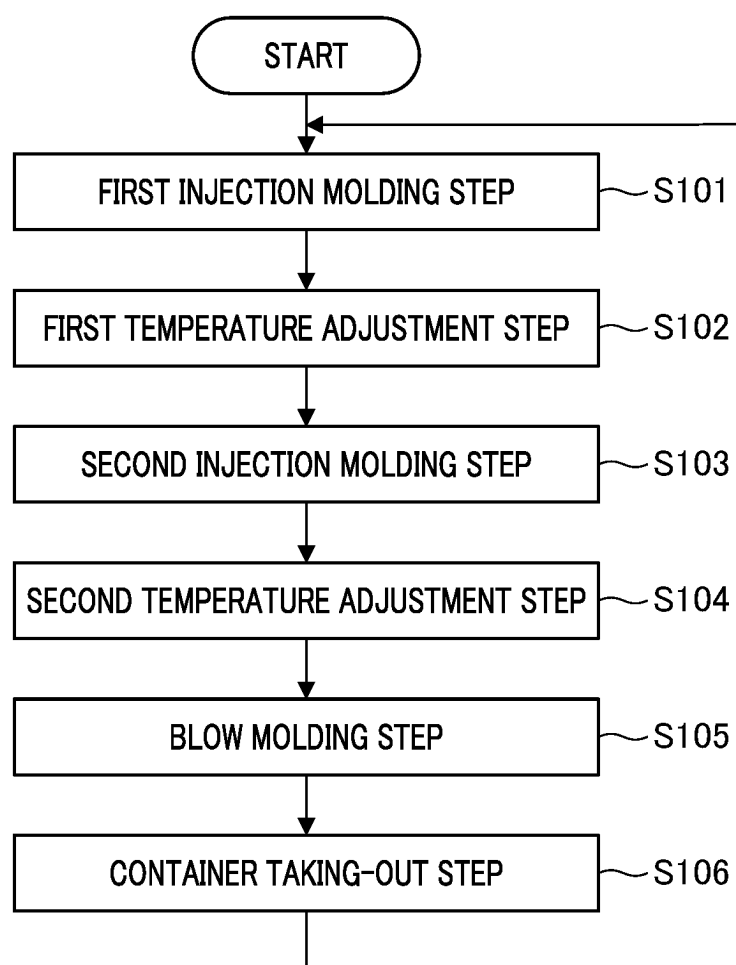 START
FIRST INJECTION MOLDING STEP
S101
FIRST TEMPERATURE ADJUSTMENT STEP
S102
SECOND INJECTION MOLDING STEP
S103
SECOND TEMPERATURE ADJUSTMENT STEP
S104
BLOW MOLDING STEP
S105
CONTAINER TAKING-OUT STEP
S106